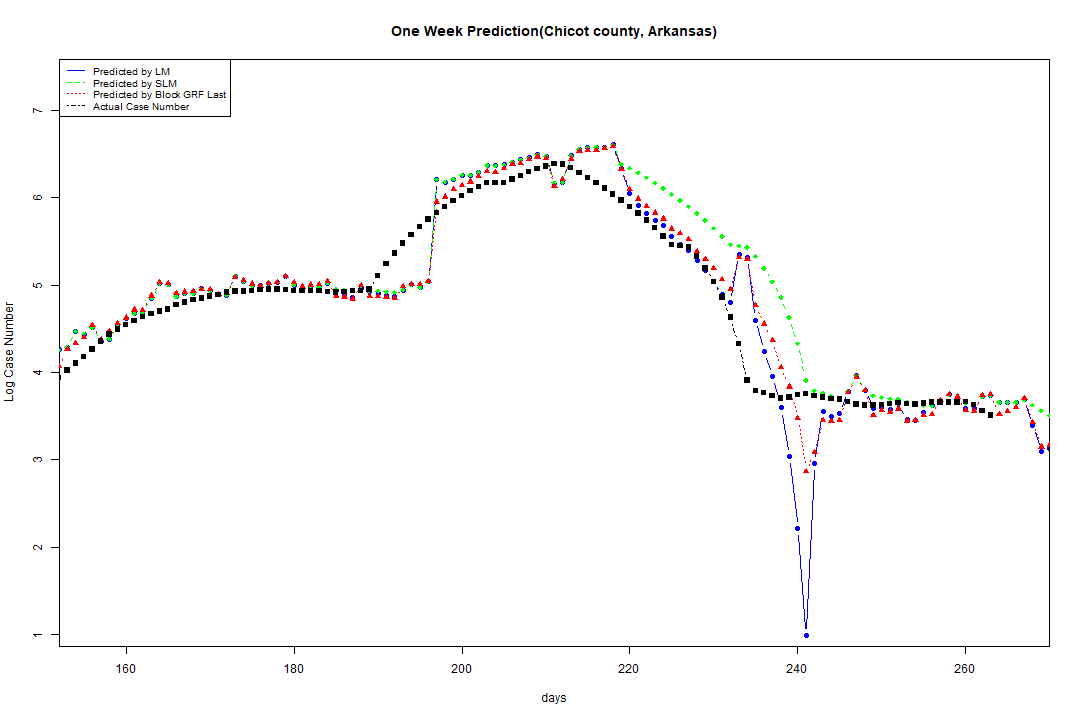 One Week Prediction(Chicot county, Arkansas)
Predicted by LM
Predicted by SLM
Predicted by Block GRF Last
Actual Case Number
7
6
5
4
3
2
1
Log Case Number
160 180 200 220 240 260
days